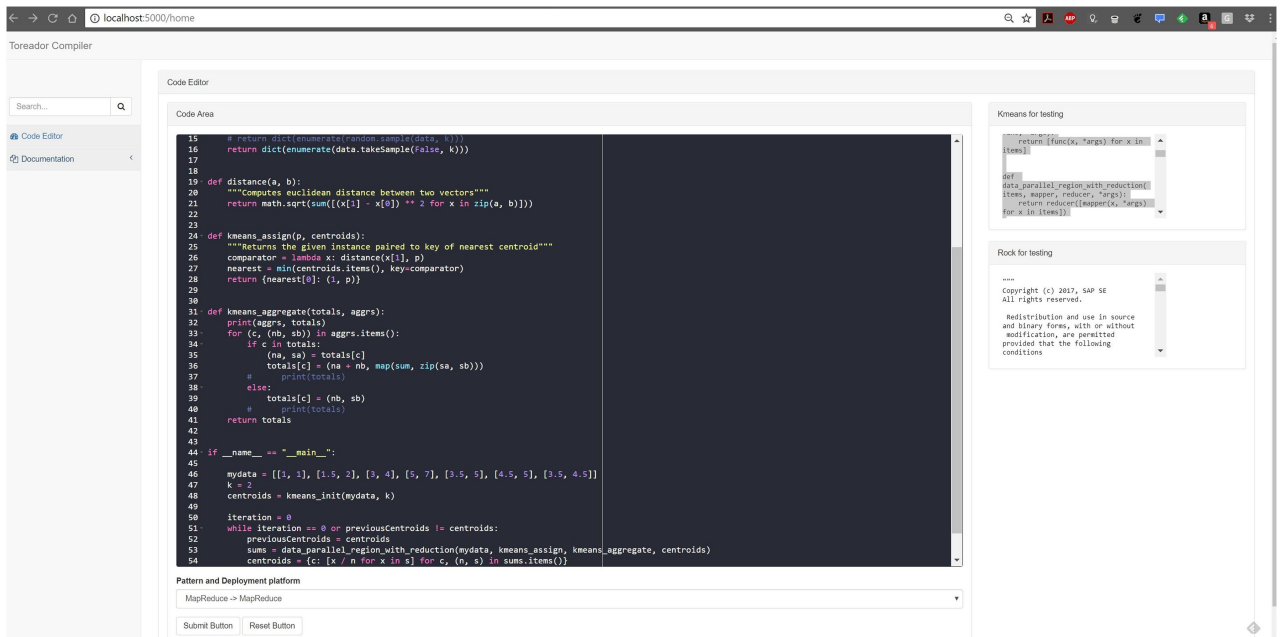 localhost:5000/home
Toreador Compiler
Search...
Code Editor
Documentation
Code Editor
Code Area
15     # return dict(enumerate(random.sample(data, k)))
16     return dict(enumerate(data.takeSample(False, k)))
17
18
19 def distance(a, b):
20     """Computes euclidean distance between two vectors"""
21     return math.sqrt(sum([(x[1] - x[0]) ** 2 for x in zip(a, b)]))
22
23
24 def kmeans_assign(p, centroids):
25     """Returns the given instance paired to key of nearest centroid"""
26     comparator = lambda x: distance(x[1], p)
27     nearest = min(centroids.items(), key=comparator)
28     return {nearest[0]: (1, p)}
29
30
31 def kmeans_aggregate(totals, aggrs):
32     print(aggrs, totals)
33     for (c, (nb, sb)) in aggrs.items():
34         if c in totals:
35             (na, sa) = totals[c]
36             totals[c] = (na + nb, map(sum, zip(sa, sb)))
37         #      print(totals)
38         else:
39             totals[c] = (nb, sb)
40         #      print(totals)
41     return totals
42
43
44 if __name__ == "__main__":
45
46     mydata = [[1, 1], [1.5, 2], [3, 4], [5, 7], [3.5, 5], [4.5, 5], [3.5, 4.5]]
47     k = 2
48     centroids = kmeans_init(mydata, k)
49
50     iteration = 0
51     while iteration == 0 or previousCentroids != centroids:
52         previousCentroids = centroids
53         sums = data_parallel_region_with_reduction(mydata, kmeans_assign, kmeans_aggregate, centroids)
54         centroids = {c: [x / n for x in s] for c, (n, s) in sums.items()}
Pattern and Deployment platform
MapReduce -> MapReduce
Submit Button
Reset Button
Kmeans for testing
return [func(x, *args) for x in
items]
def
data_parallel_region_with_reduction(
items, mapper, reducer, *args):
return reducer([mapper(x, *args)
for x in items])
Rock for testing
"""
Copyright (c) 2017, SAP SE
All rights reserved.
Redistribution and use in source
and binary forms, with or without
modification, are permitted
provided that the following
conditions